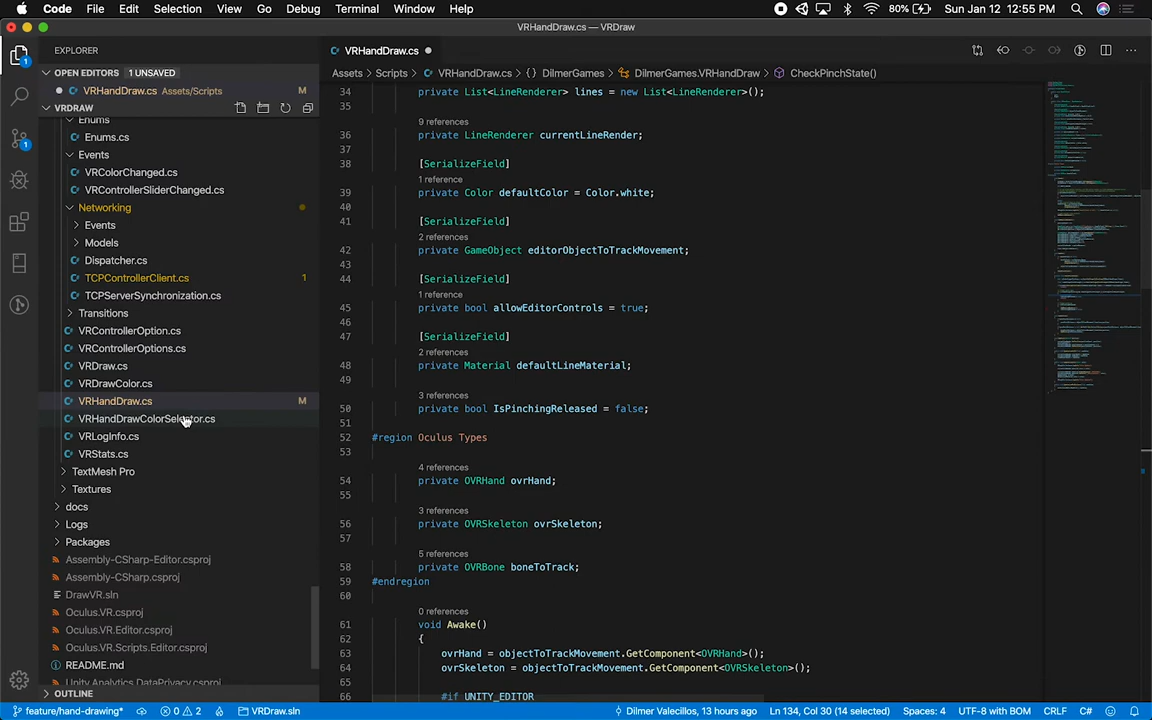 Code File Edit Selection View Go Debug Terminal Window Help 80% Sun Jan 12 12:55 PM
VRHandDraw.cs — VRDraw
EXPLORER
OPEN EDITORS 1 UNSAVED
VRHandDraw.cs Assets/Scripts M
VRDRAW
Enums
Enums.cs
Events
VRColorChanged.cs
VRControllerSliderChanged.cs
Networking
Events
Models
Dispatcher.cs
TCPControllerClient.cs 1
TCPServerSynchronization.cs
Transitions
VRControllerOption.cs
VRControllerOptions.cs
VRDraw.cs
VRDrawColor.cs
VRHandDraw.cs M
VRHandDrawColorSelector.cs
VRLogInfo.cs
VRStats.cs
TextMesh Pro
Textures
docs
Logs
Packages
Assembly-CSharp-Editor.csproj
Assembly-CSharp.csproj
DrawVR.sln
Oculus.VR.csproj
Oculus.VR.Editor.csproj
Oculus.VR.Scripts.Editor.csproj
README.md
Unity.Analytics.DataPrivacy.csproj
OUTLINE
1
1
VRHandDraw.cs
Assets > Scripts > VRHandDraw.cs > {} DilmerGames > DilmerGames.VRHandDraw > CheckPinchState()
34 private List<LineRenderer> lines = new List<LineRenderer>();
35
9 references
36 private LineRenderer currentLineRender;
37
38 [SerializeField]
1 reference
39 private Color defaultColor = Color.white;
40
41 [SerializeField]
2 references
42 private GameObject editorObjectToTrackMovement;
43
44 [SerializeField]
1 reference
45 private bool allowEditorControls = true;
46
47 [SerializeField]
2 references
48 private Material defaultLineMaterial;
49
3 references
50 private bool IsPinchingReleased = false;
51
52 #region Oculus Types
53
4 references
54 private OVRHand ovrHand;
55
3 references
56 private OVRSkeleton ovrSkeleton;
57
5 references
58 private OVRBone boneToTrack;
59 #endregion
60
0 references
61 void Awake()
62 {
63 ovrHand = objectToTrackMovement.GetComponent<OVRHand>();
64 ovrSkeleton = objectToTrackMovement.GetComponent<OVRSkeleton>();
65
66 #if UNITY_EDITOR
feature/hand-drawing* 0 2 VRDraw.sln Dilmer Valecillos, 13 hours ago Ln 134, Col 30 (14 selected) Spaces: 4 UTF-8 with BOM CRLF C#